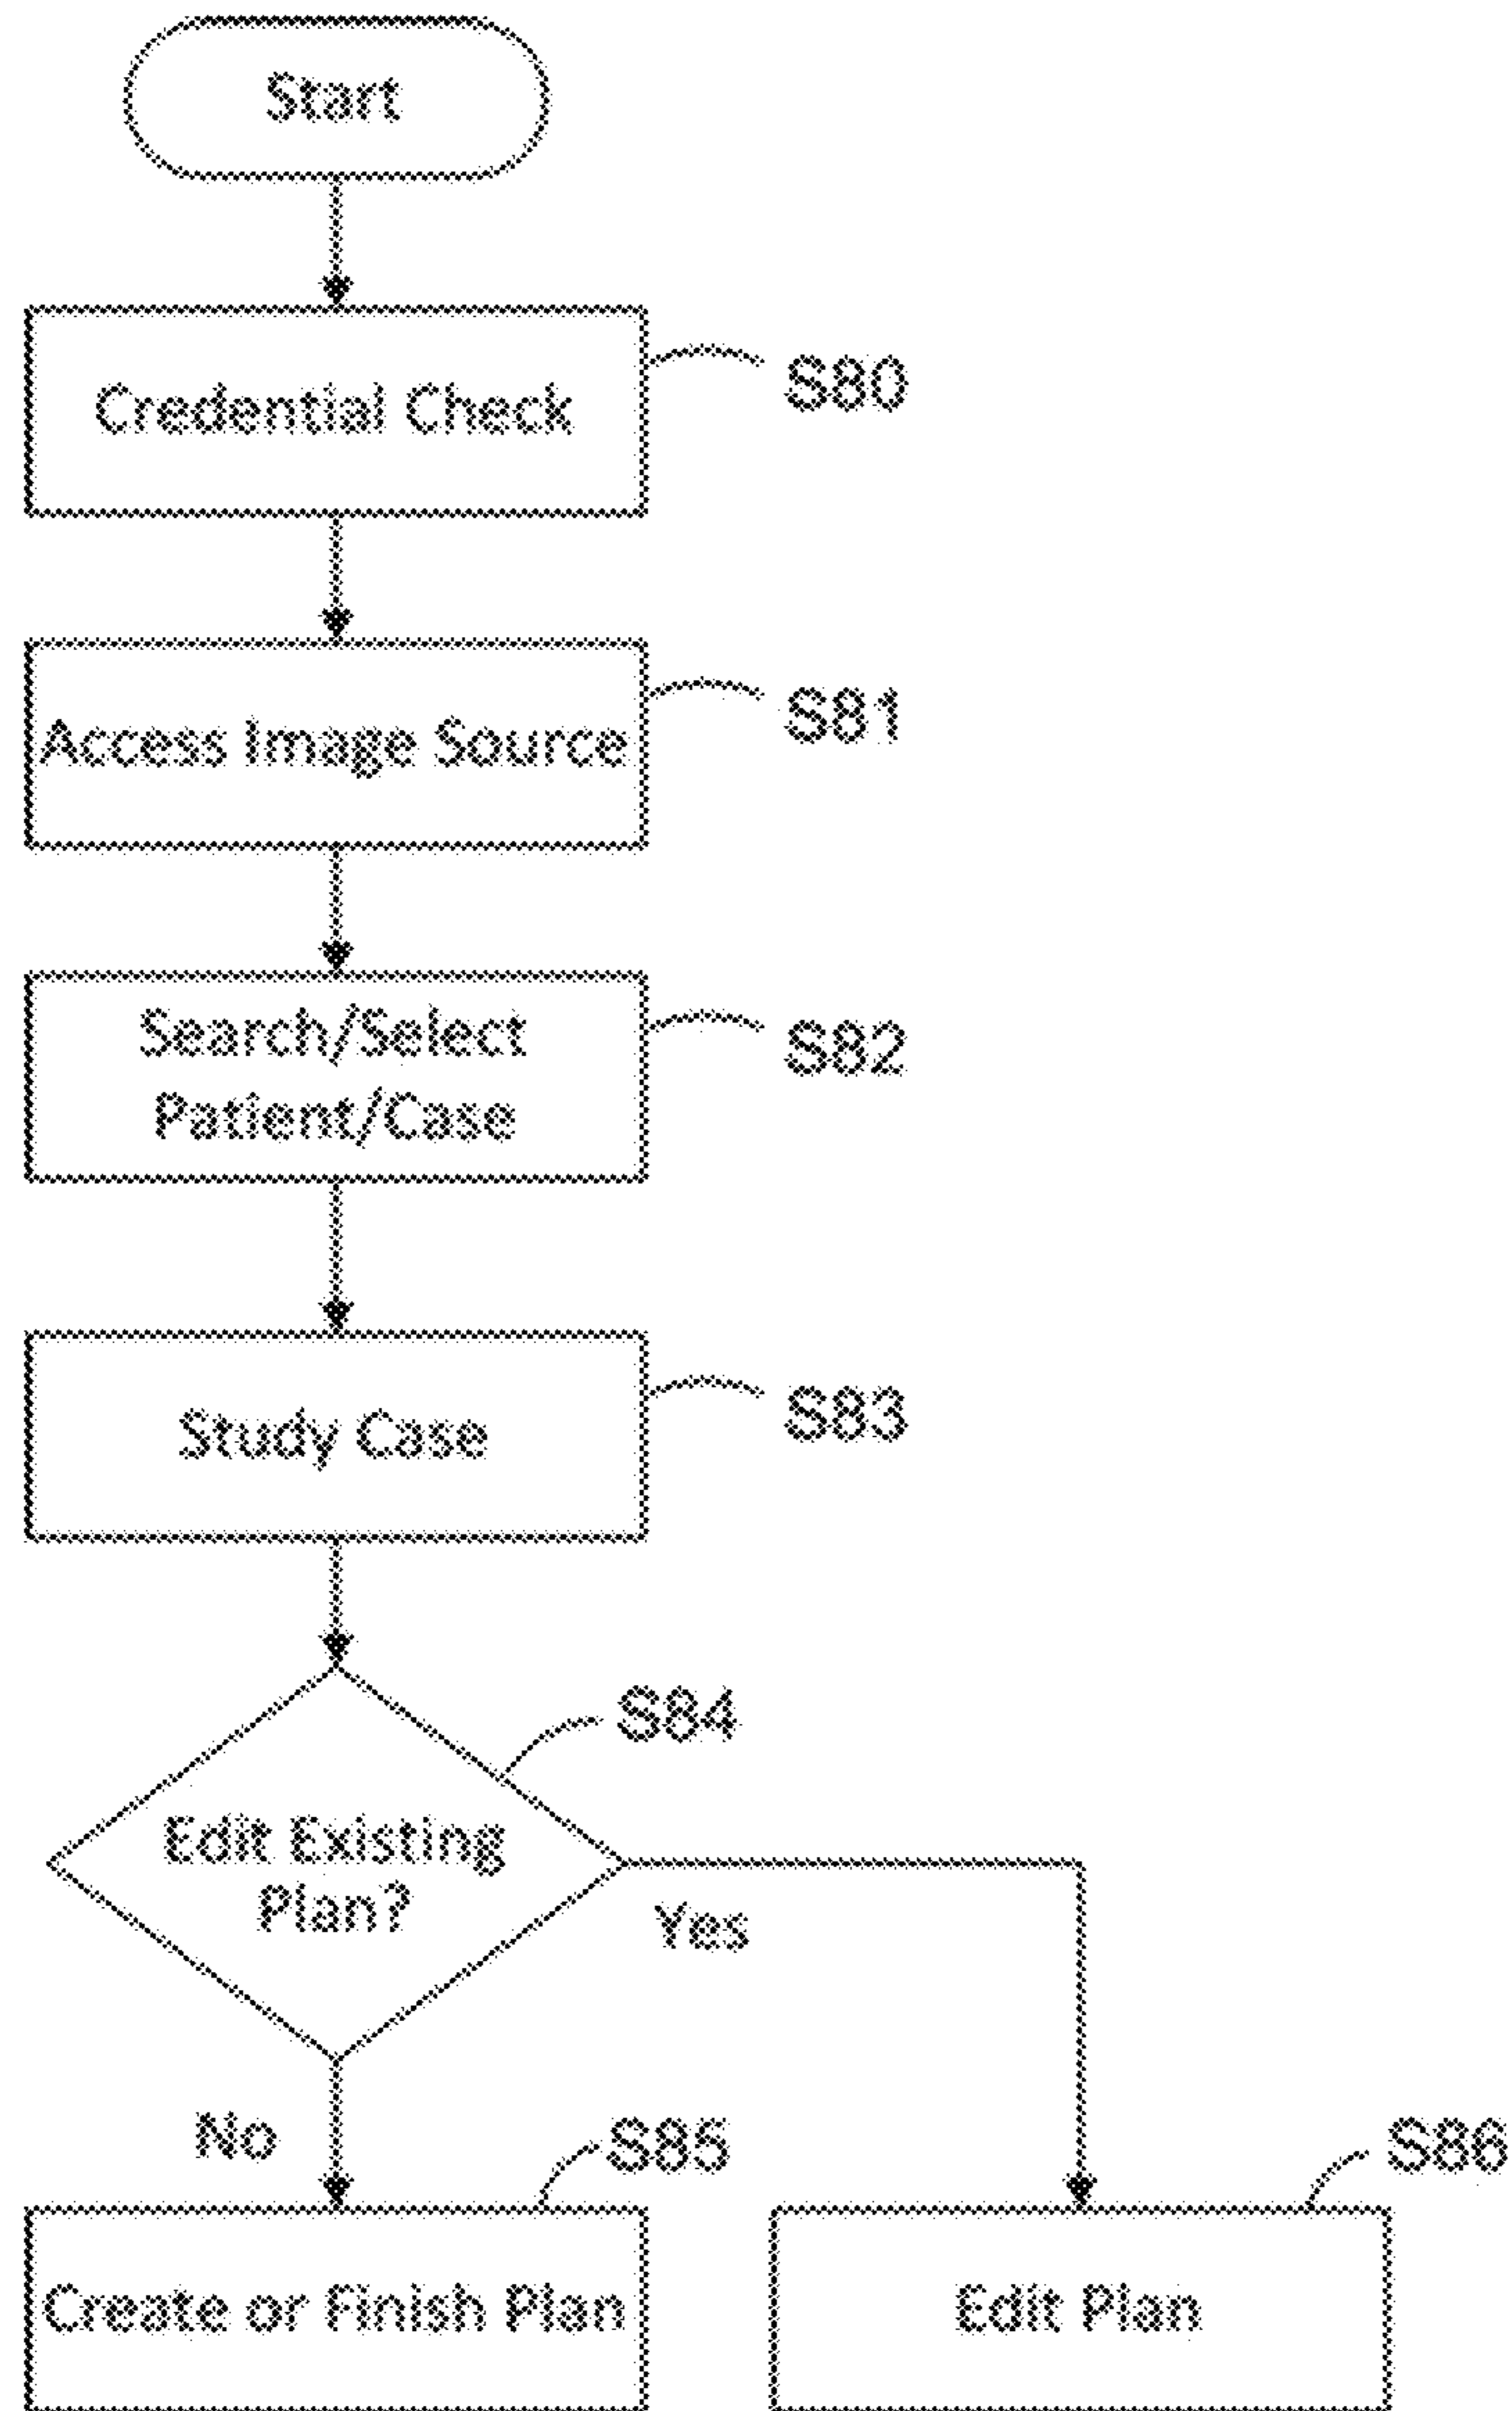 Start
Credential Check
S80
Access Image Source
S81
Search/Select
Patient/Case
S82
Study Case
S83
S84
Edit Existing
Plan?
Yes
No
S85
S86
Create or Finish Plan
Edit Plan